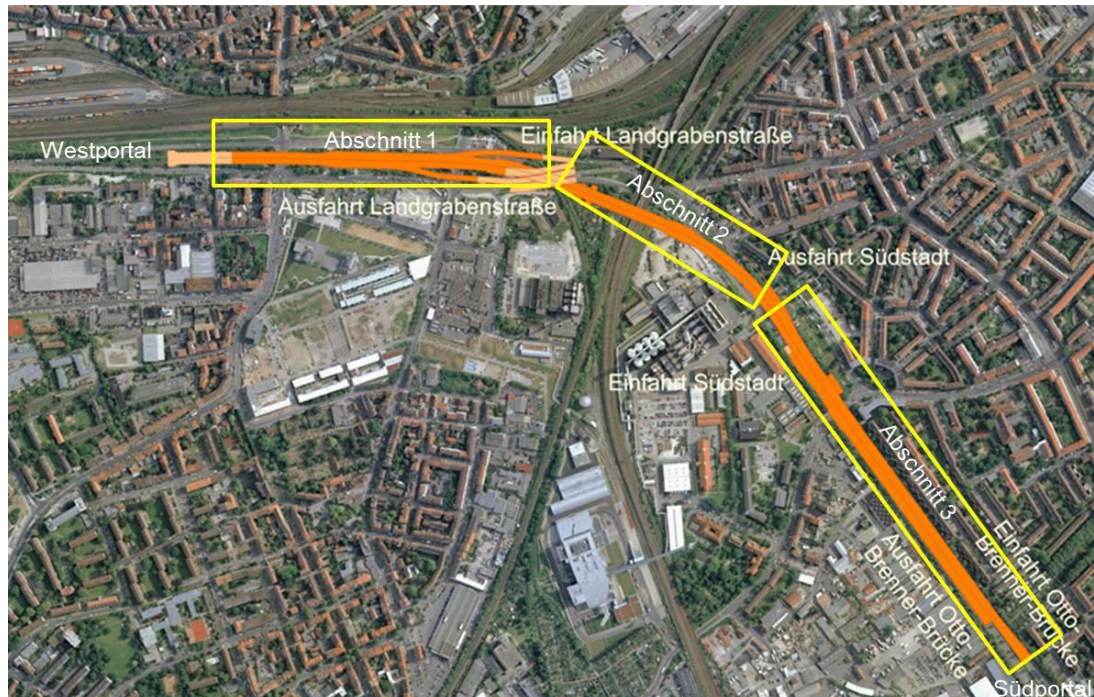 Westportal
Abschnitt 1
Einfahrt Landgrabenstraße
Ausfahrt Landgrabenstraße
Abschnitt 2
Ausfahrt Südstadt
Einfahrt Südstadt
Abschnitt 3
Einfahrt Otto-
Brenner-Brücke
Ausfahrt Otto-
Brenner-Brücke
Südportal